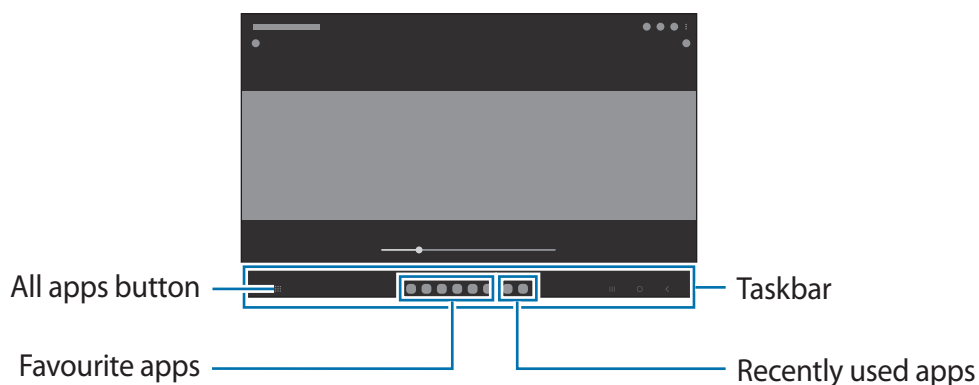 All apps button
Taskbar
Favourite apps
Recently used apps